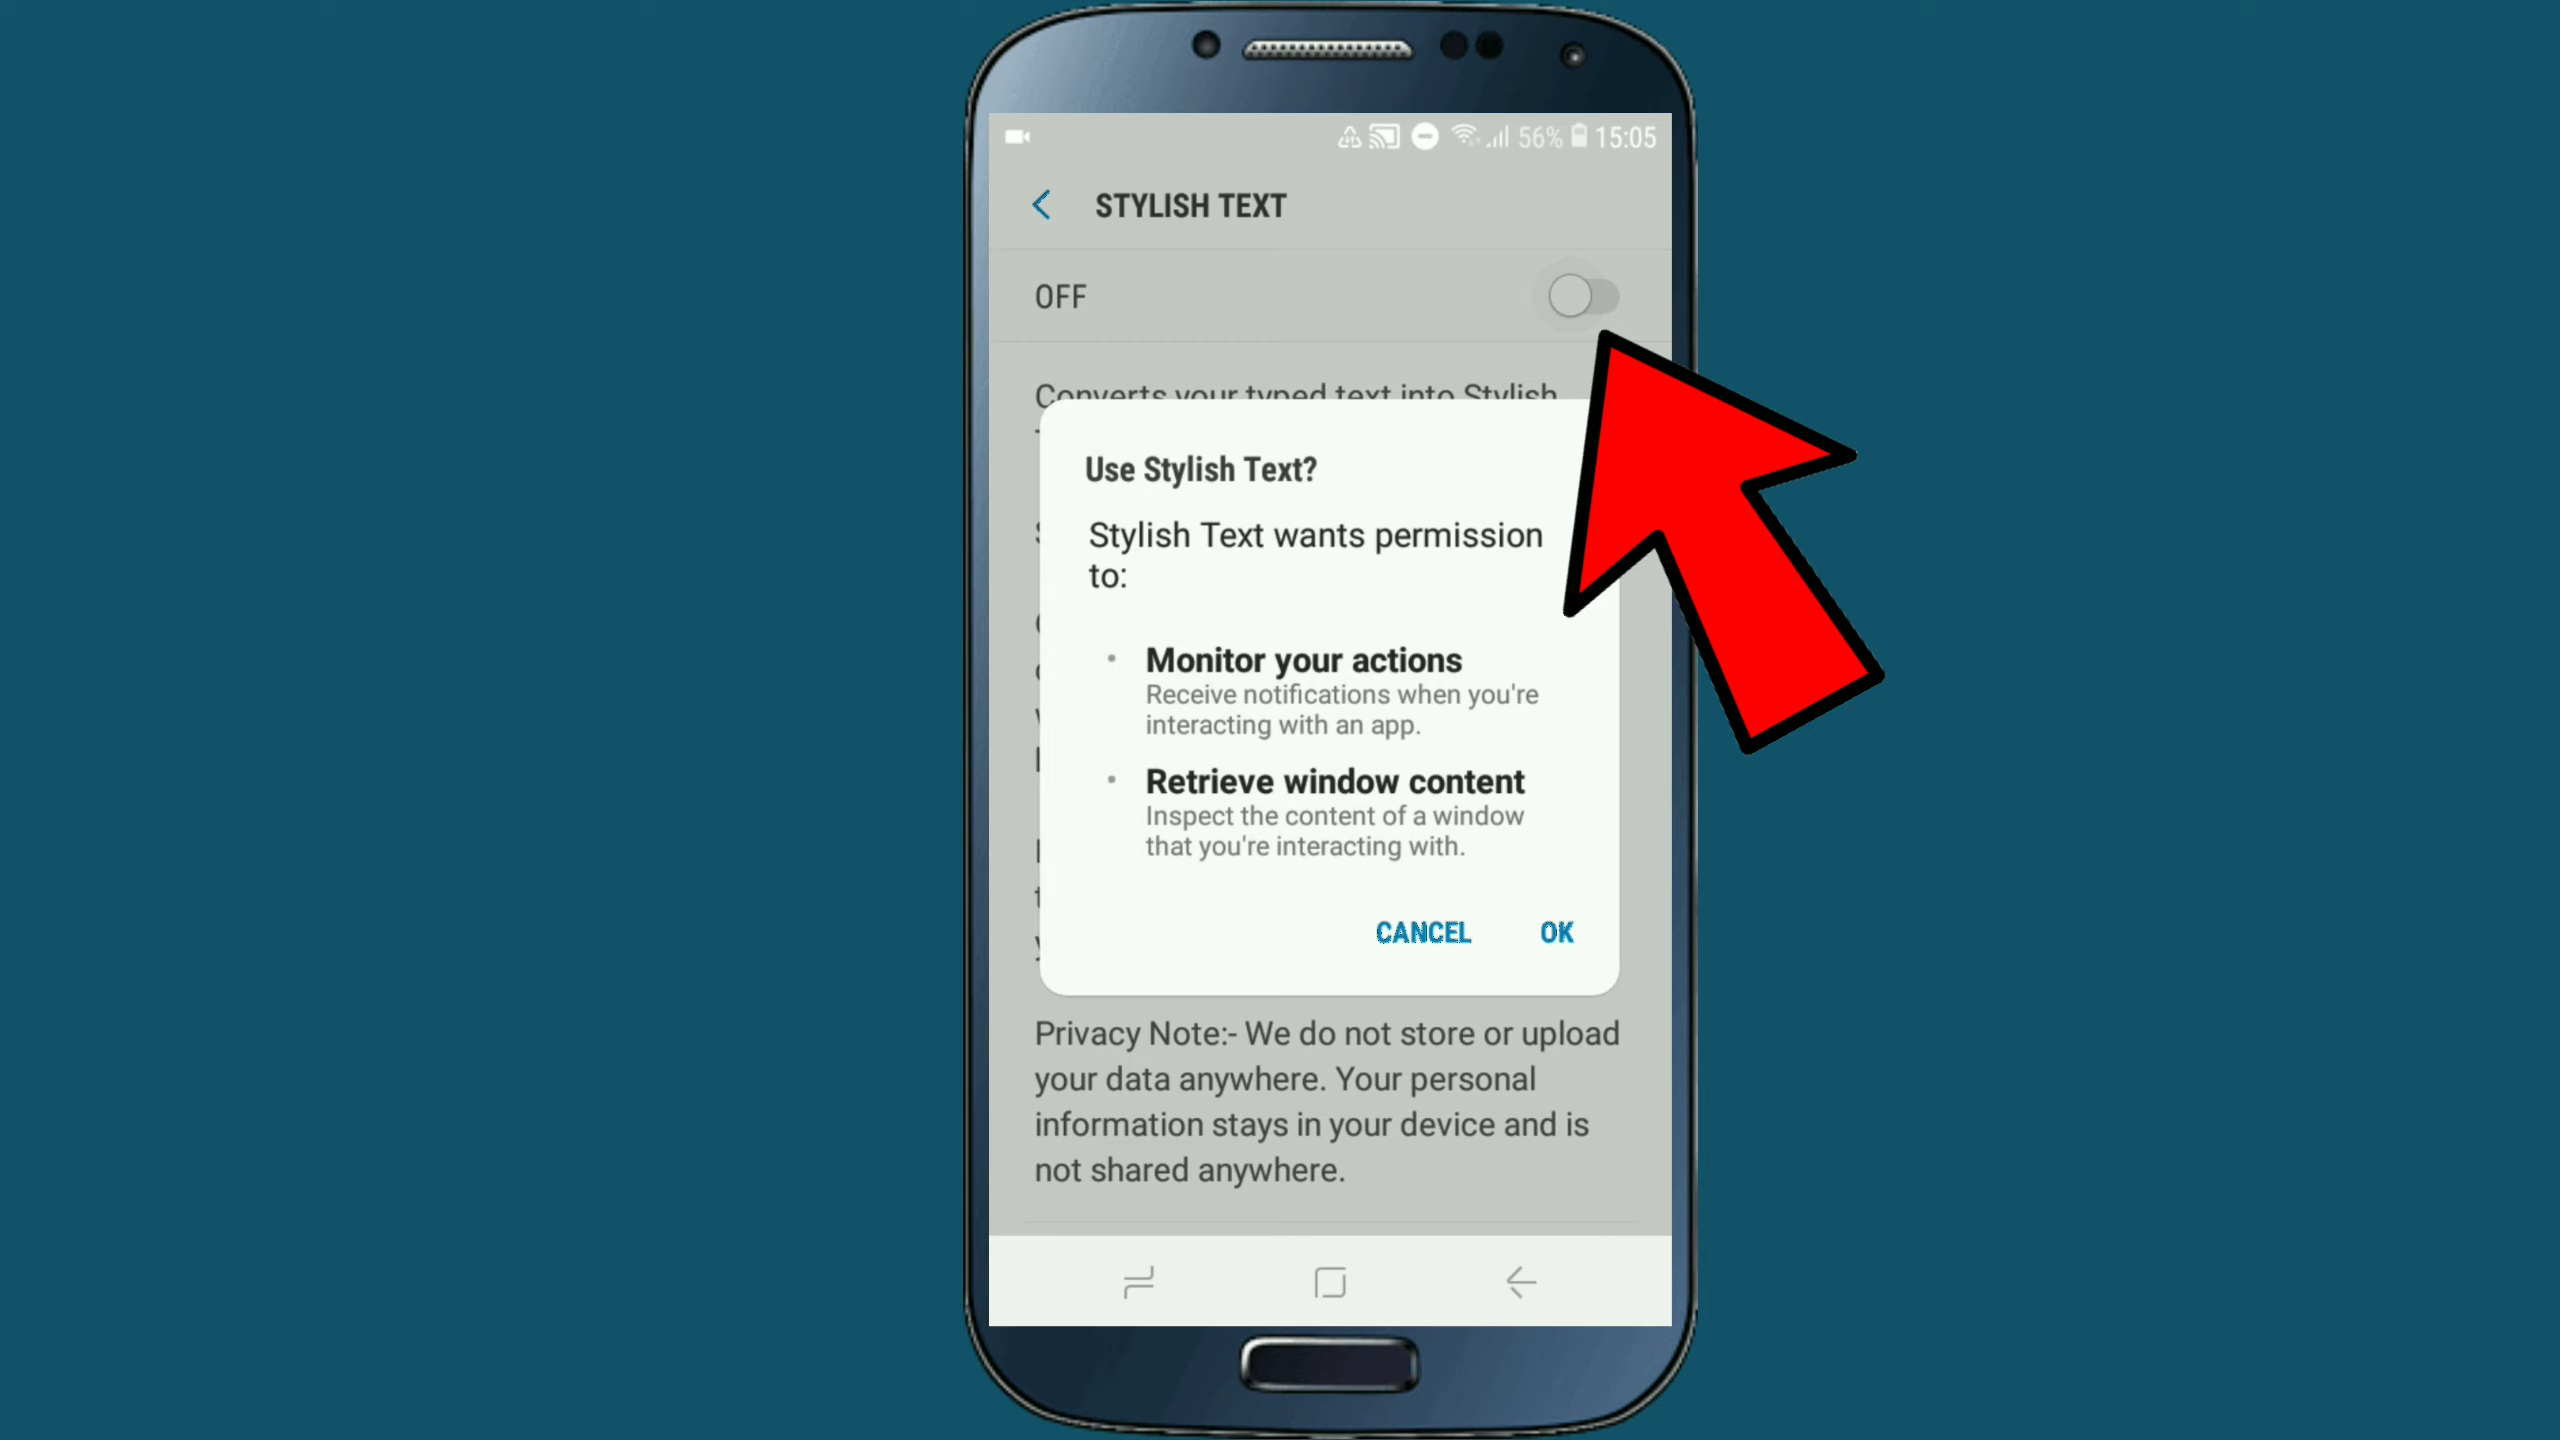 56% 15:05
STYLISH TEXT
OFF
Converts your typed text into Stylish
Use Stylish Text?
Stylish Text wants permission
to:
Monitor your actions
Receive notifications when you're
interacting with an app.
Retrieve window content
Inspect the content of a window
that you're interacting with.
CANCEL OK
Privacy Note:- We do not store or upload
your data anywhere. Your personal
information stays in your device and is
not shared anywhere.